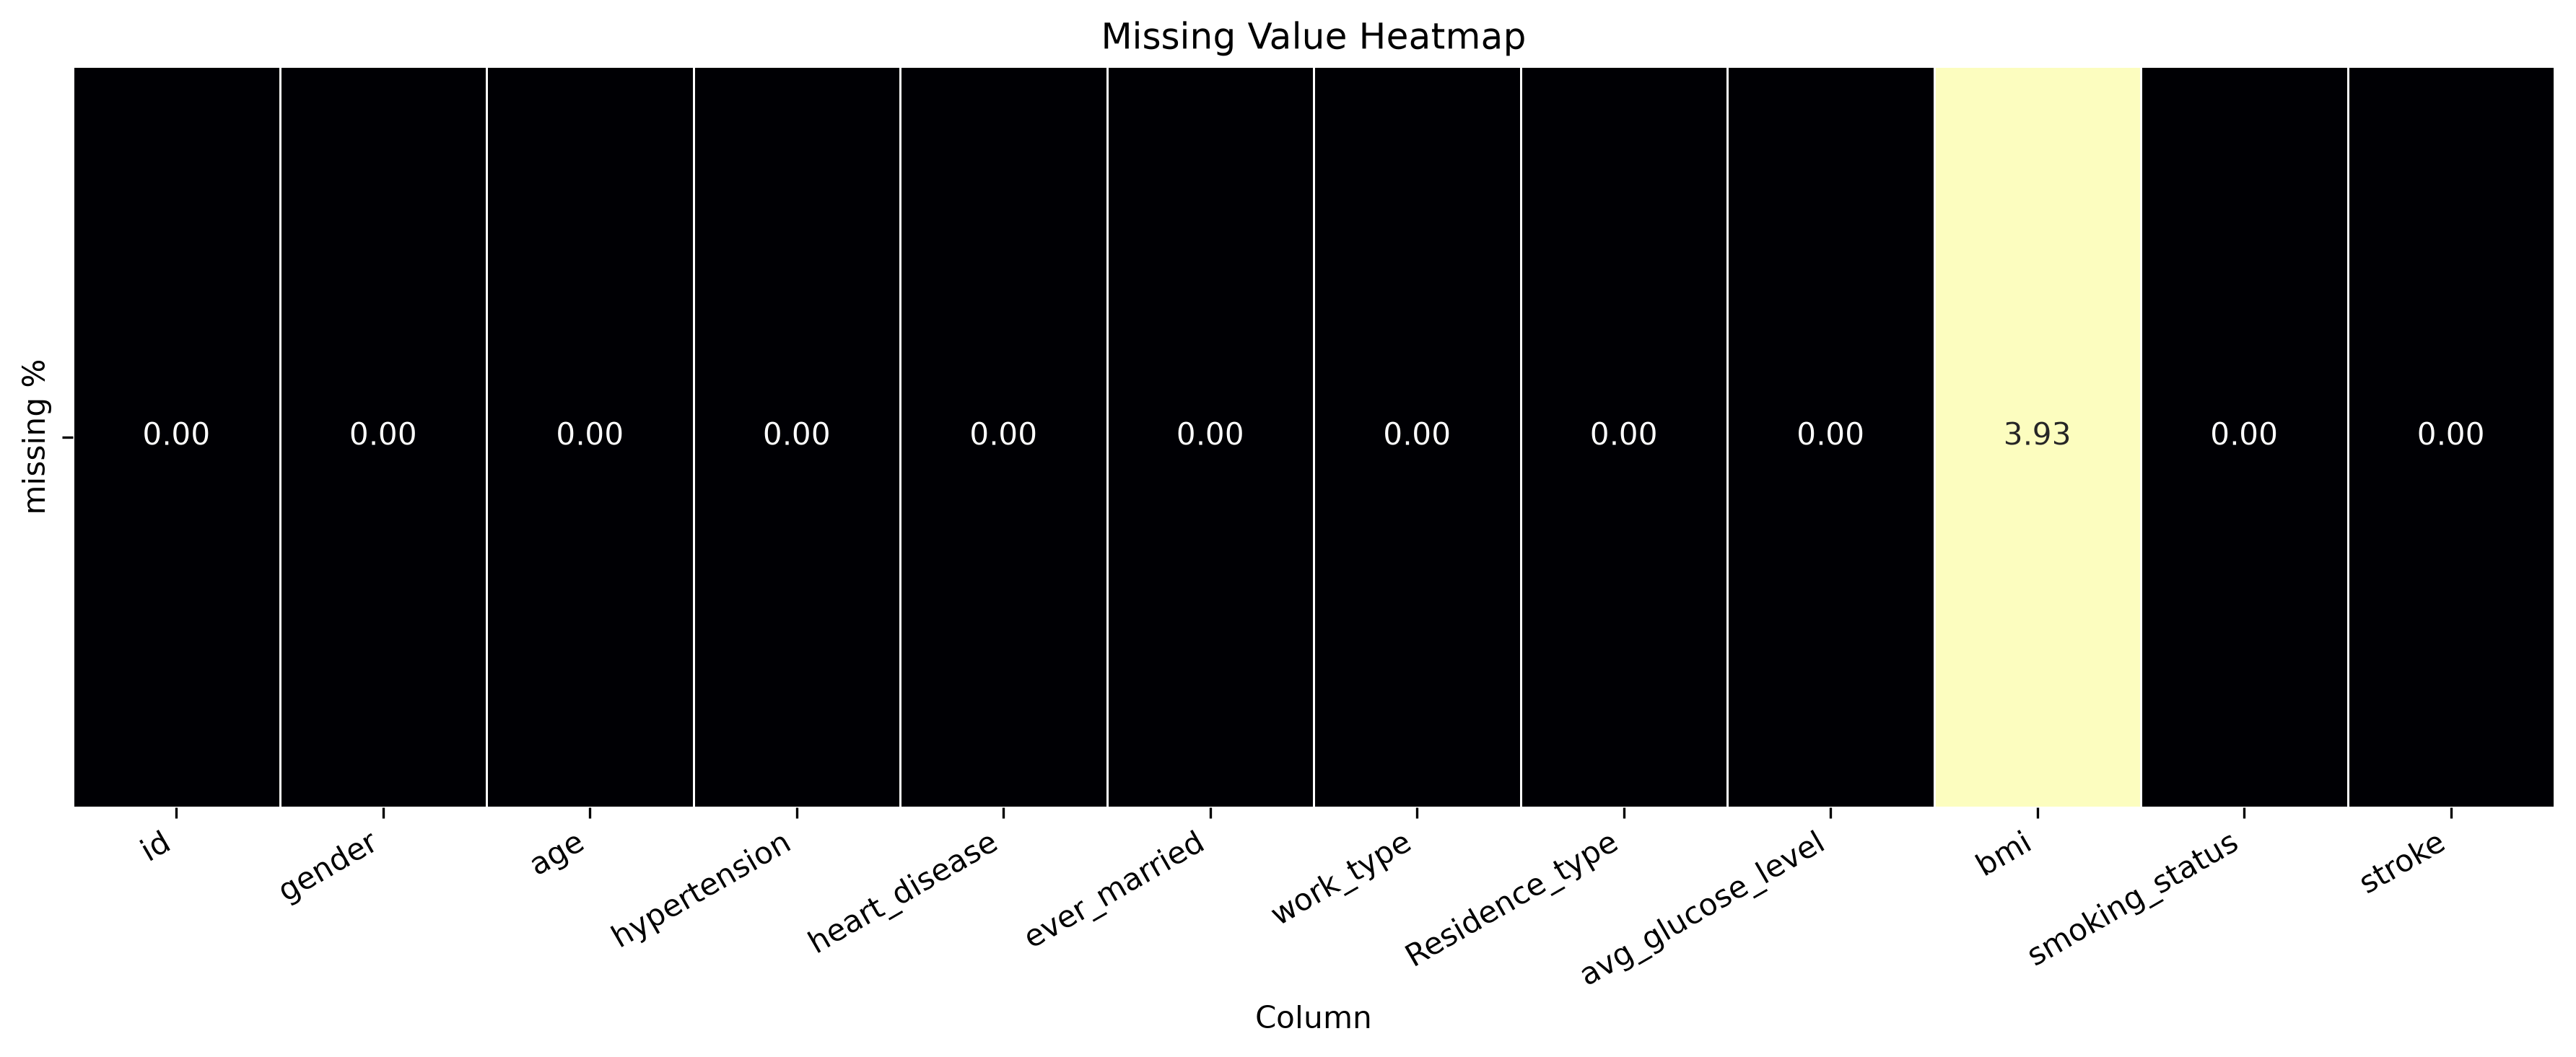 Missing Value Heatmap
missing %
0.00 0.00 0.00 0.00 0.00 0.00 0.00 0.00 0.00 3.93 0.00 0.00
id gender age hypertension heart_disease ever_married work_type Residence_type avg_glucose_level bmi smoking_status stroke
Column